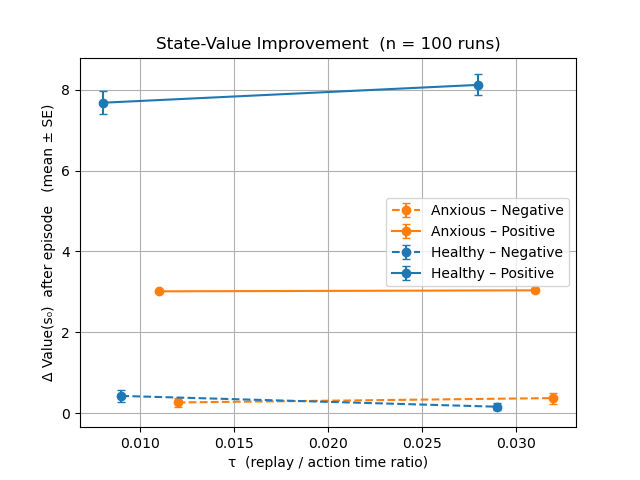 State-Value Improvement  (n = 100 runs)
Δ Value(s₀)  after episode   (mean ± SE)
8
6
4
2
0
Anxious – Negative
Anxious – Positive
Healthy – Negative
Healthy – Positive
0.010 0.015 0.020 0.025 0.030
τ  (replay / action time ratio)